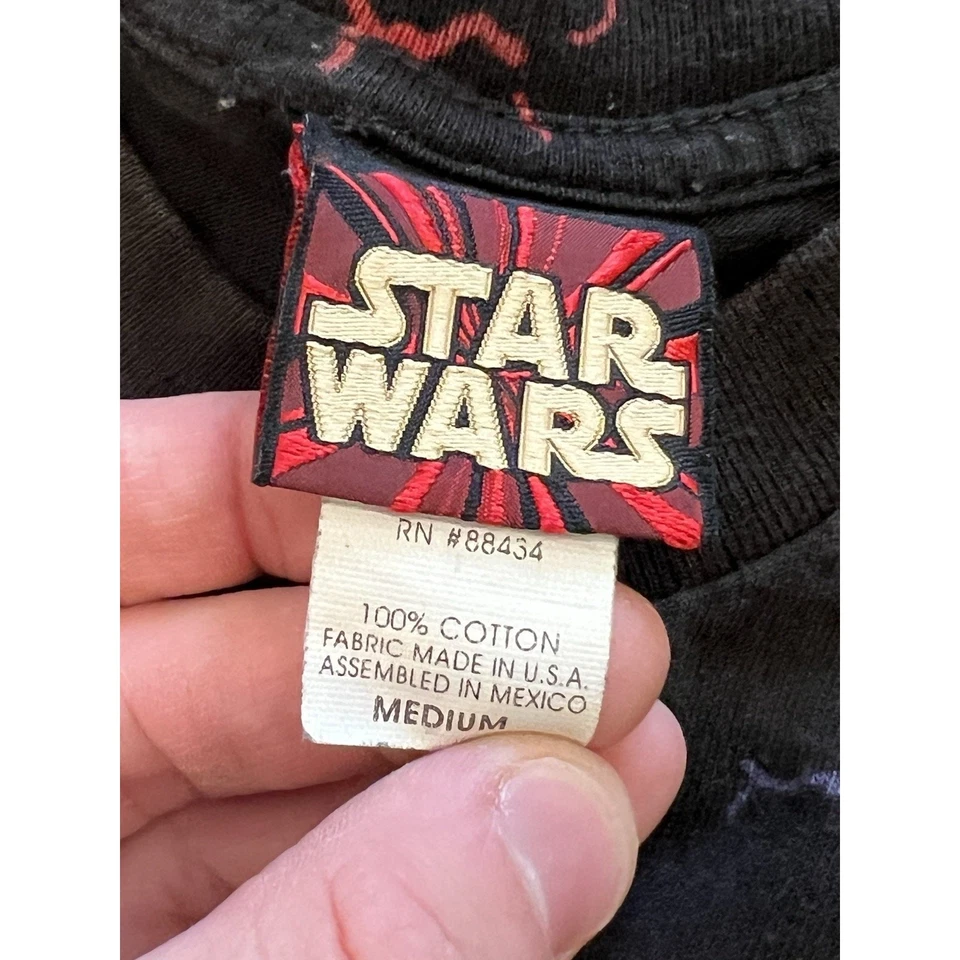 STAR
WARS
RN #88434
100% COTTON
FABRIC MADE IN U.S.A.
ASSEMBLED IN MEXICO
MEDIUM